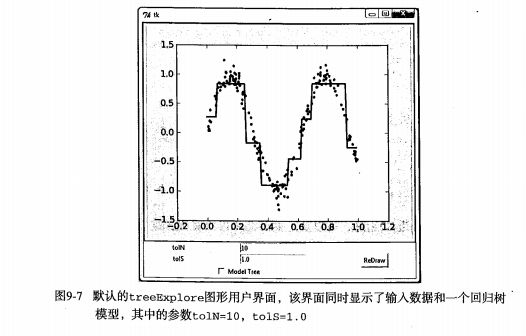 tk
1.5
1.0
0.5
0.0
-0.5
-1.0
-1.5
-0.2 0.0 0.2 0.4 0.6 0.8 1.0 1.2
tolN 10
tolS 1.0
ReDraw
Model Tree
图9-7 默认的treeExplore图形用户界面，该界面同时显示了输入数据和一个回归树
模型，其中的参数tolN=10，tolS=1.0